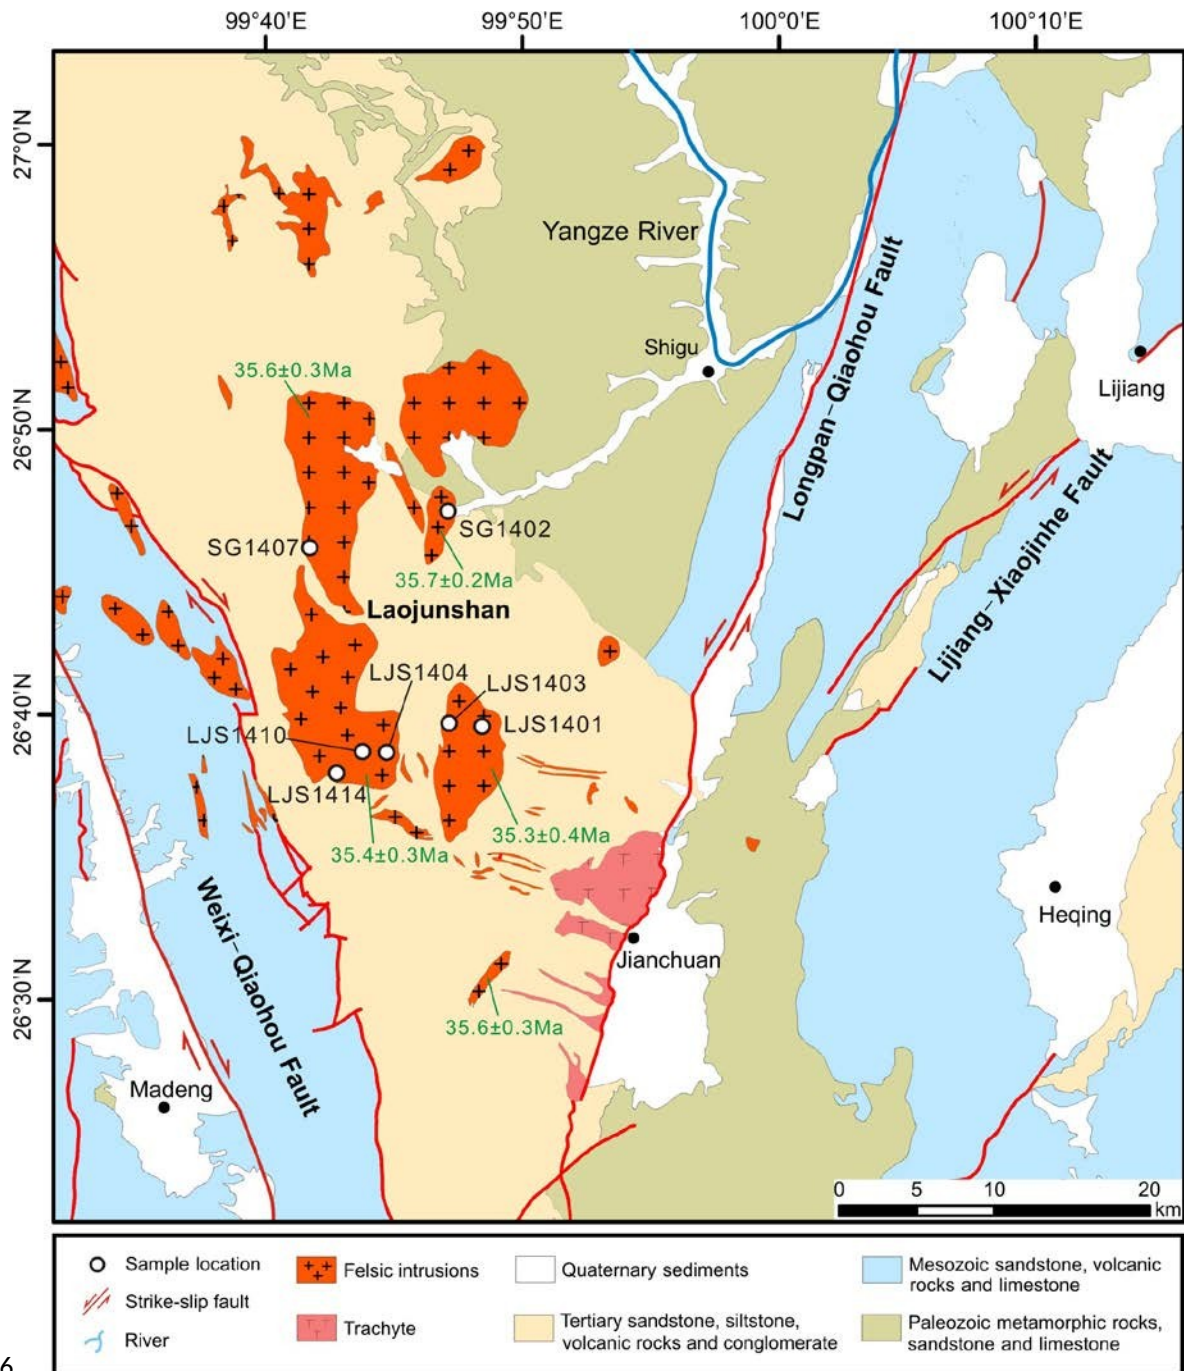 99°40'E
99°50'E
100°0'E
100°10'E
27°0'N
26°50'N
26°40'N
26°30'N
Yangze River
Shigu
Lijiang
Longpan-Qiaohou Fault
Lijiang-Xiaojinhe Fault
35.6±0.3Ma
SG1407
SG1402
35.7±0.2Ma
Laojunshan
LJS1404
LJS1403
LJS1401
LJS1410
LJS1414
35.3±0.4Ma
35.4±0.3Ma
Weixi-Qiaohou Fault
Heqing
Jianchuan
35.6±0.3Ma
Madeng
0 5 10 20
km
Sample location
Strike-slip fault
River
Felsic intrusions
Trachyte
Quaternary sediments
Tertiary sandstone, siltstone,
volcanic rocks and conglomerate
Mesozoic sandstone, volcanic
rocks and limestone
Paleozoic metamorphic rocks,
sandstone and limestone
6